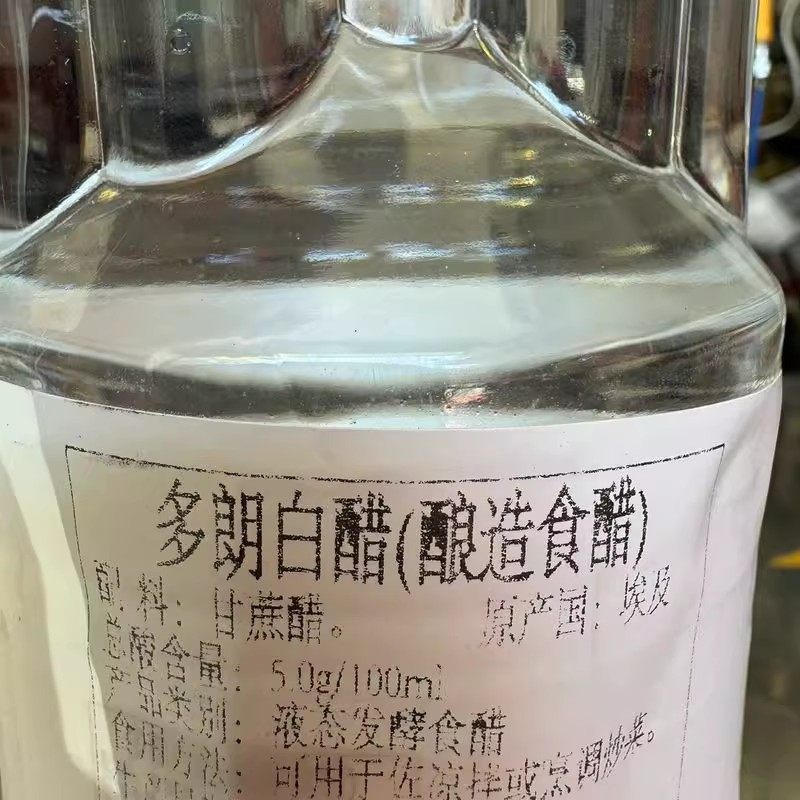 多朗白醋(酿造食醋)
配料：甘蔗醋。 原产国：埃及
总酸含量：5.0g/100ml
产品类别：液态发酵食醋
食用方法：可用于佐凉拌或烹调炒菜。